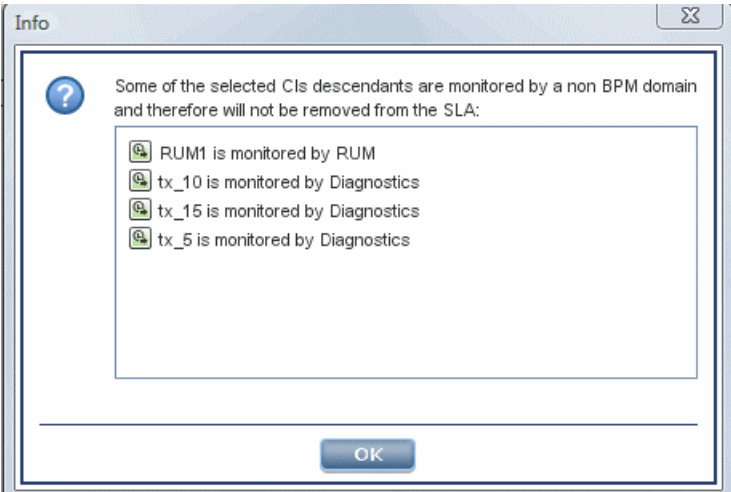 Info
Some of the selected CIs descendants are monitored by a non BPM domain
and therefore will not be removed from the SLA:
RUM1 is monitored by RUM
tx_10 is monitored by Diagnostics
tx_15 is monitored by Diagnostics
tx_5 is monitored by Diagnostics
OK